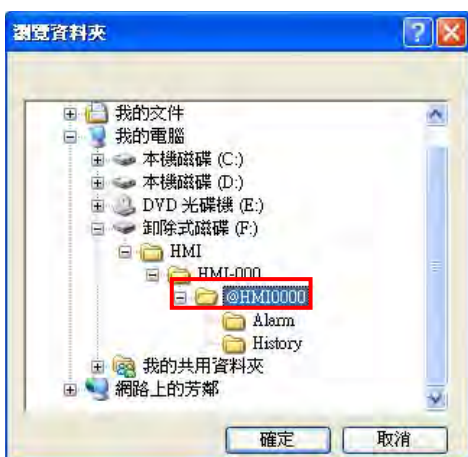 瀏覽資料夾
我的文件
我的電腦
本機磁碟 (C:)
本機磁碟 (D:)
DVD 光碟機 (E:)
卸除式磁碟 (F:)
HMI
HMI-000
@HMI0000
Alarm
History
我的共用資料夾
網路上的芳鄰
確定
取消